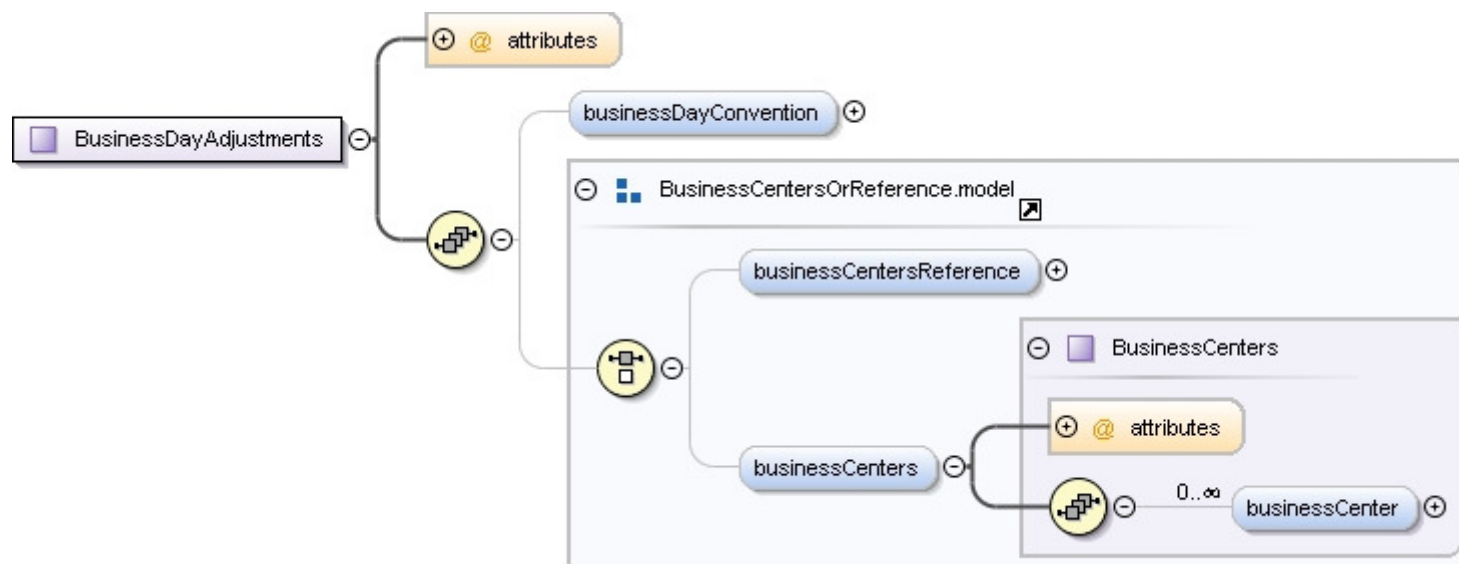 @ attributes
businessDayConvention
BusinessDayAdjustments
BusinessCentersOrReference.model
businessCentersReference
BusinessCenters
@ attributes
businessCenters
0..∞
businessCenter